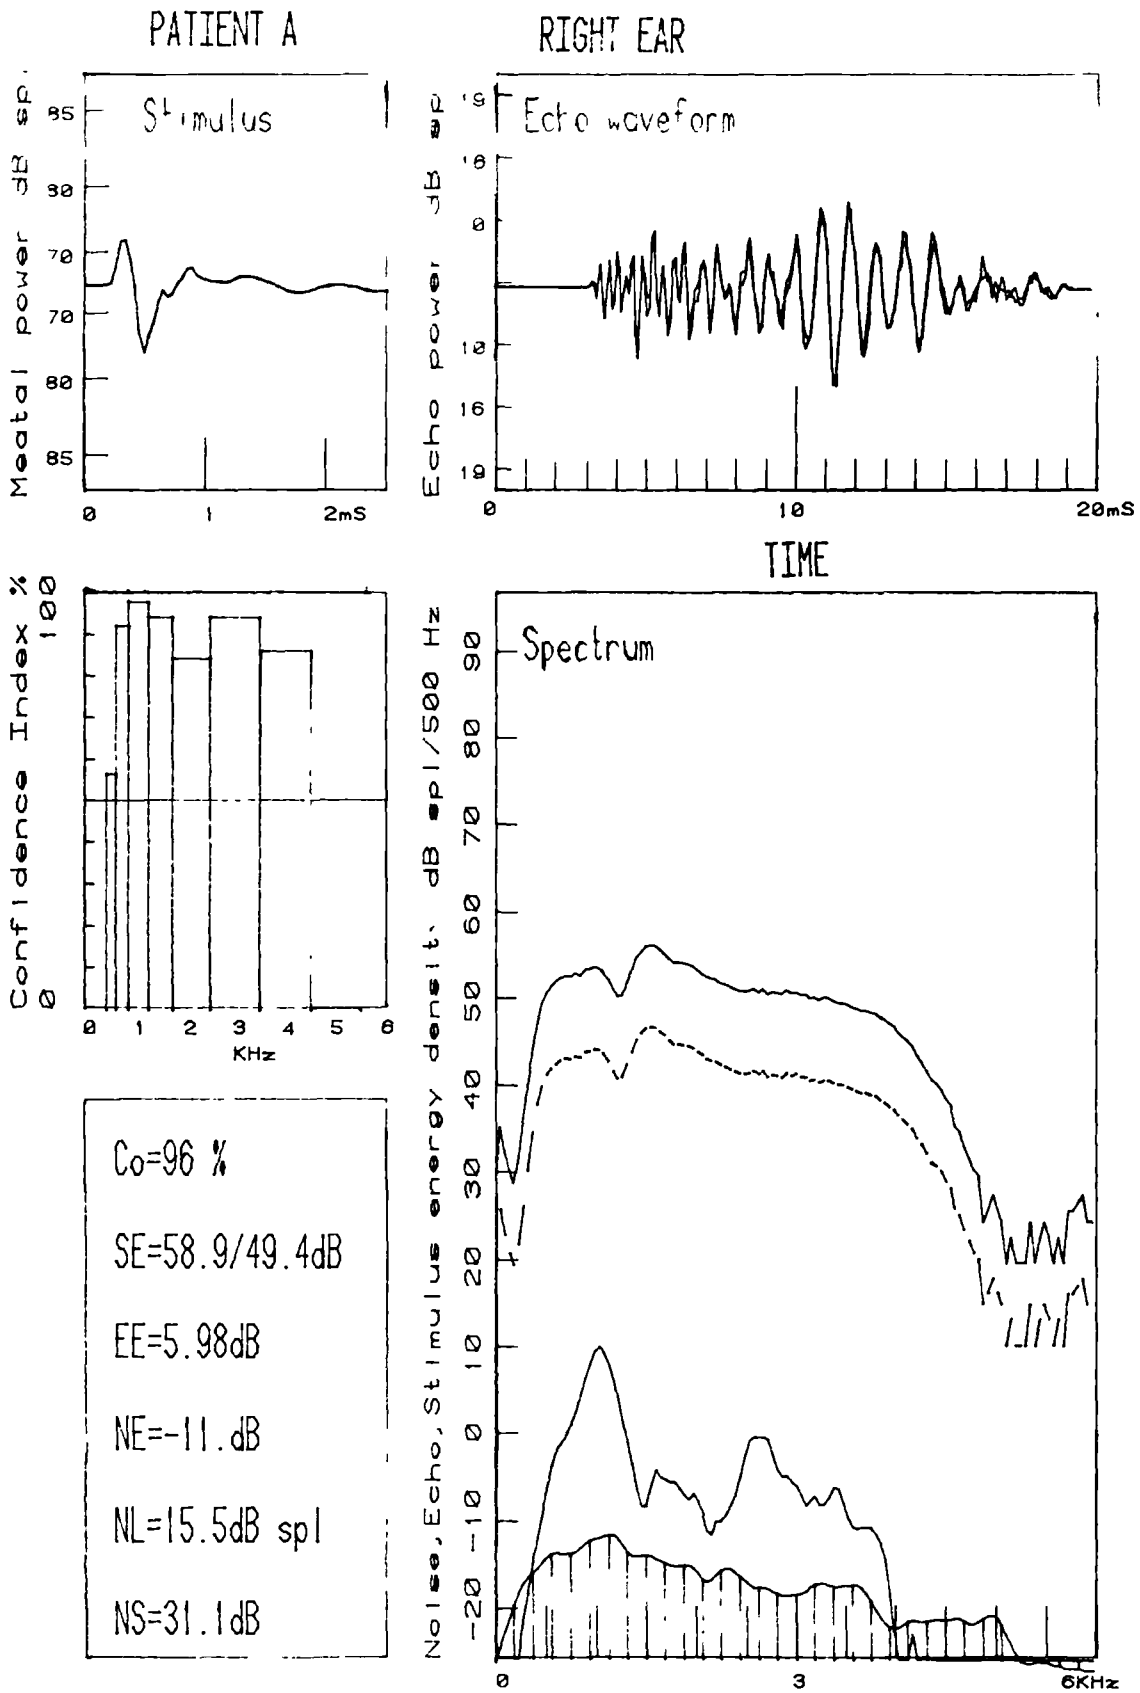 PATIENT A
RIGHT EAR
Stimulus
Meatal power dB spl
85
70
70
80
85
0 1 2mS
Echo waveform
Echo power dB sp
0
10
16
19
0 10 20mS
TIME
Confidence Index %
100
0
0 1 2 3 4 5 6
KHz
Spectrum
Noise, Echo, Stimulus energy densit. dB spl/500 Hz
90
80
70
60
50
40
30
20
10
0
-10
-20
0 3 6KHz
Co=96 %
SE=58.9/49.4dB
EE=5.98dB
NE=-11.dB
NL=15.5dB spl
NS=31.1dB